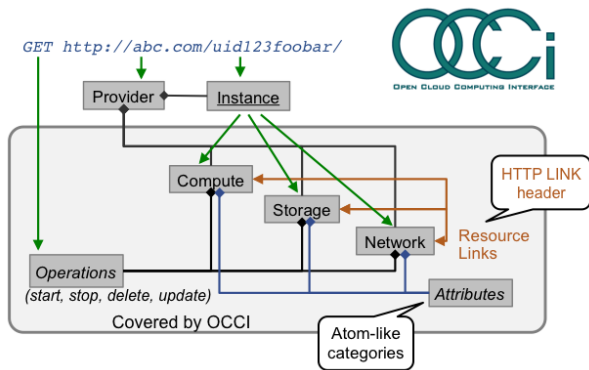 GET http://abc.com/uid123foobar/
OCCi
OPEN CLOUD COMPUTING INTERFACE
Provider
Instance
Compute
HTTP LINK
header
Storage
Network
Resource
Links
Operations
(start, stop, delete, update)
Attributes
Covered by OCCI
Atom-like
categories